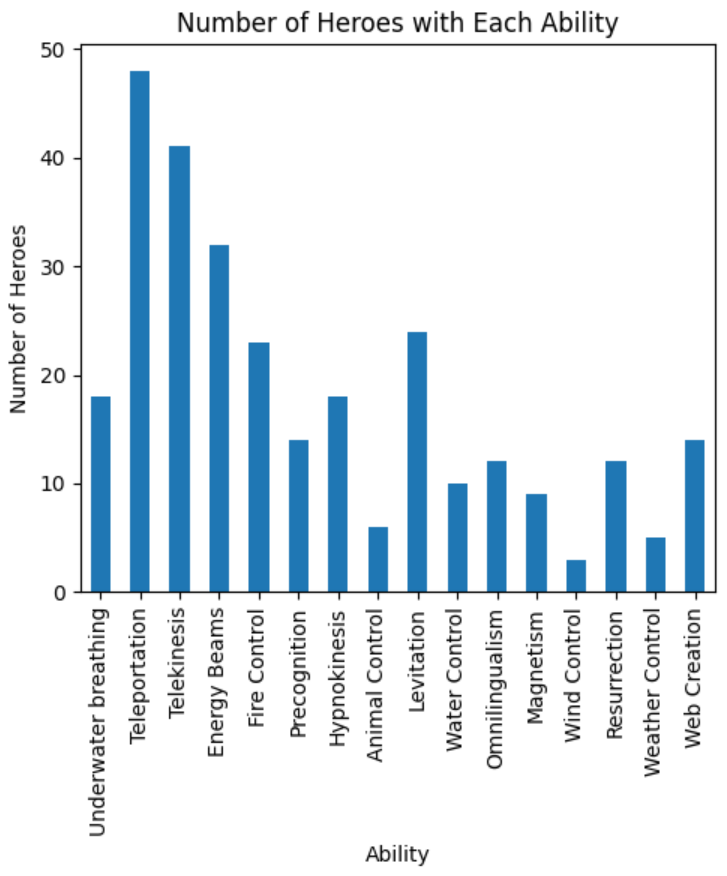 Number of Heroes with Each Ability
Number of Heroes
50
40
30
20
10
0
Underwater breathing
Teleportation
Telekinesis
Energy Beams
Fire Control
Precognition
Hypnokinesis
Animal Control
Levitation
Water Control
Omnilingualism
Magnetism
Wind Control
Resurrection
Weather Control
Web Creation
Ability